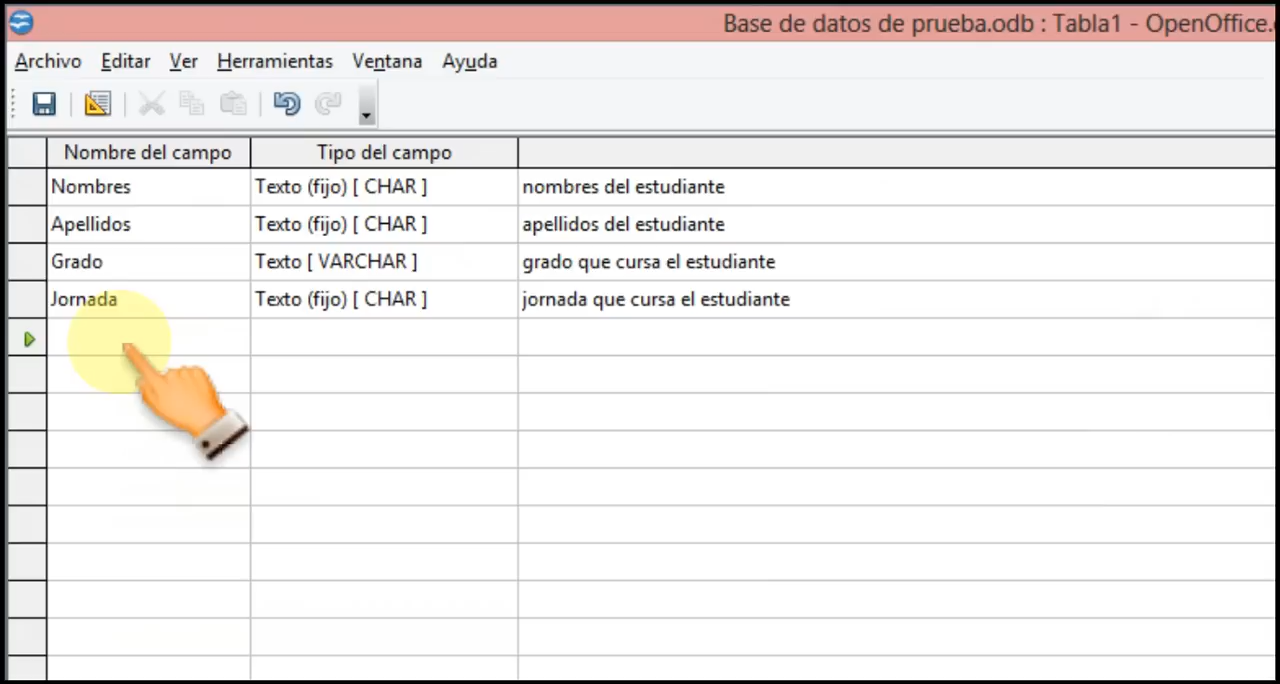 Base de datos de prueba.odb : Tabla1 - OpenOffice.
Archivo Editar Ver Herramientas Ventana Ayuda
Nombre del campo Tipo del campo
Nombres Texto (fijo) [ CHAR ] nombres del estudiante
Apellidos Texto (fijo) [ CHAR ] apellidos del estudiante
Grado Texto [ VARCHAR ] grado que cursa el estudiante
Jornada Texto (fijo) [ CHAR ] jornada que cursa el estudiante